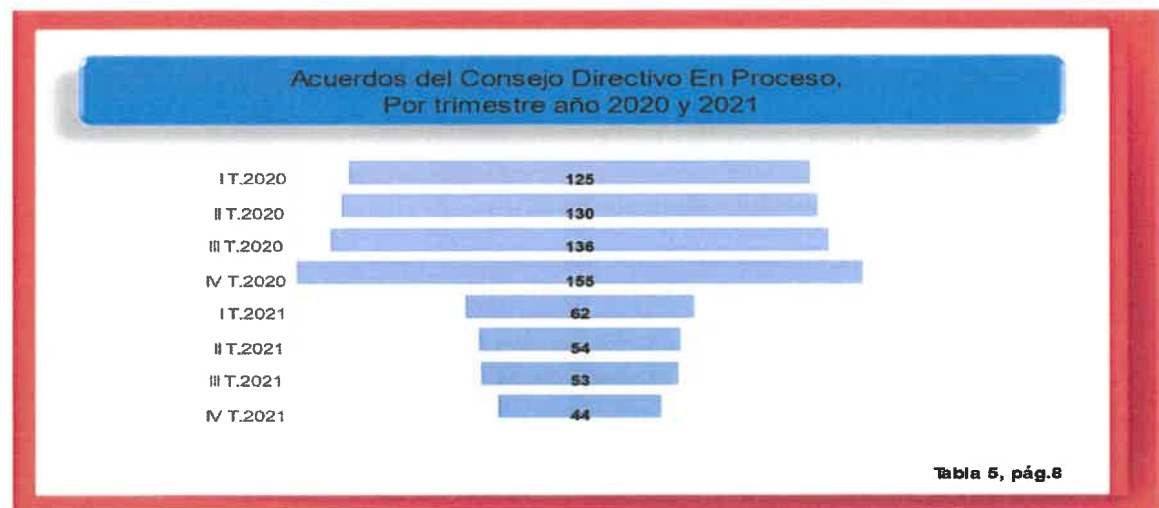 Acuerdos del Consejo Directivo En Proceso,
Por trimestre año 2020 y 2021
I T.2020 125
II T.2020 130
III T.2020 136
IV T.2020 155
I T.2021 62
II T.2021 54
III T.2021 53
IV T.2021 44
Tabla 5, pág.8